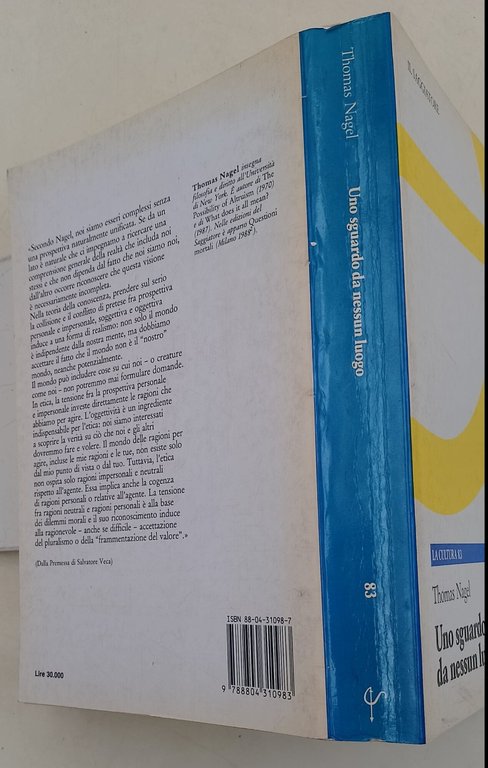 «Secondo Nagel, noi siamo esseri complessi senza
una prospettiva naturalmente unificata. Se da un
lato è naturale che ci impegnamo a ricercare una
comprensione generale della realtà che includa noi
stessi e che non dipenda dal fatto che noi siamo noi,
dall'altro occorre riconoscere che questa visione
è necessariamente incompleta.
Nella teoria della conoscenza, prendere sul serio
la collisione e il conflitto di pretese fra prospettiva
personale e impersonale, soggettiva e oggettiva
induce a una forma di realismo: non solo il mondo
è indipendente dalla nostra mente, ma dobbiamo
accettare il fatto che il mondo non è il “nostro”
mondo, neanche potenzialmente.
Il mondo può includere cose su cui noi – o creature
come noi – non potremmo mai formulare domande.
In etica, la tensione fra la prospettiva personale
e impersonale investe direttamente le ragioni che
abbiamo per agire. L'oggettività è un ingrediente
indispensabile per l'etica: noi siamo interessati
a scoprire la verità su ciò che noi e gli altri
dovremmo fare e volere. Il mondo delle ragioni per
agire, incluse le mie ragioni e le tue, non esiste solo
dal mio punto di vista o dal tuo. Tuttavia, l'etica
non ospita solo ragioni impersonali e neutrali
rispetto all'agente. Essa implica anche la cogenza
di ragioni personali o relative all'agente. La tensione
fra ragioni neutrali e ragioni personali è alla base
dei dilemmi morali e il suo riconoscimento induce
alla ragionevole – anche se difficile – accettazione
del pluralismo o della “frammentazione del valore”.»
(Dalla Premessa di Salvatore Veca)
Thomas Nagel insegna
filosofia e diritto all'Università
di New York. È autore di The
Possibility of Altruism (1970)
e di What does it all mean?
(1987). Nelle edizioni del
Saggiatore è apparso Questioni
mortali (Milano 1988²).
Lire 30.000
ISBN 88-04-31098-7
9 788804 310983
Thomas Nagel
Uno sguardo da nessun luogo
83
IL SAGGIATORE
LA CULTURA 83
Thomas Nagel
Uno sguardo
da nessun lu